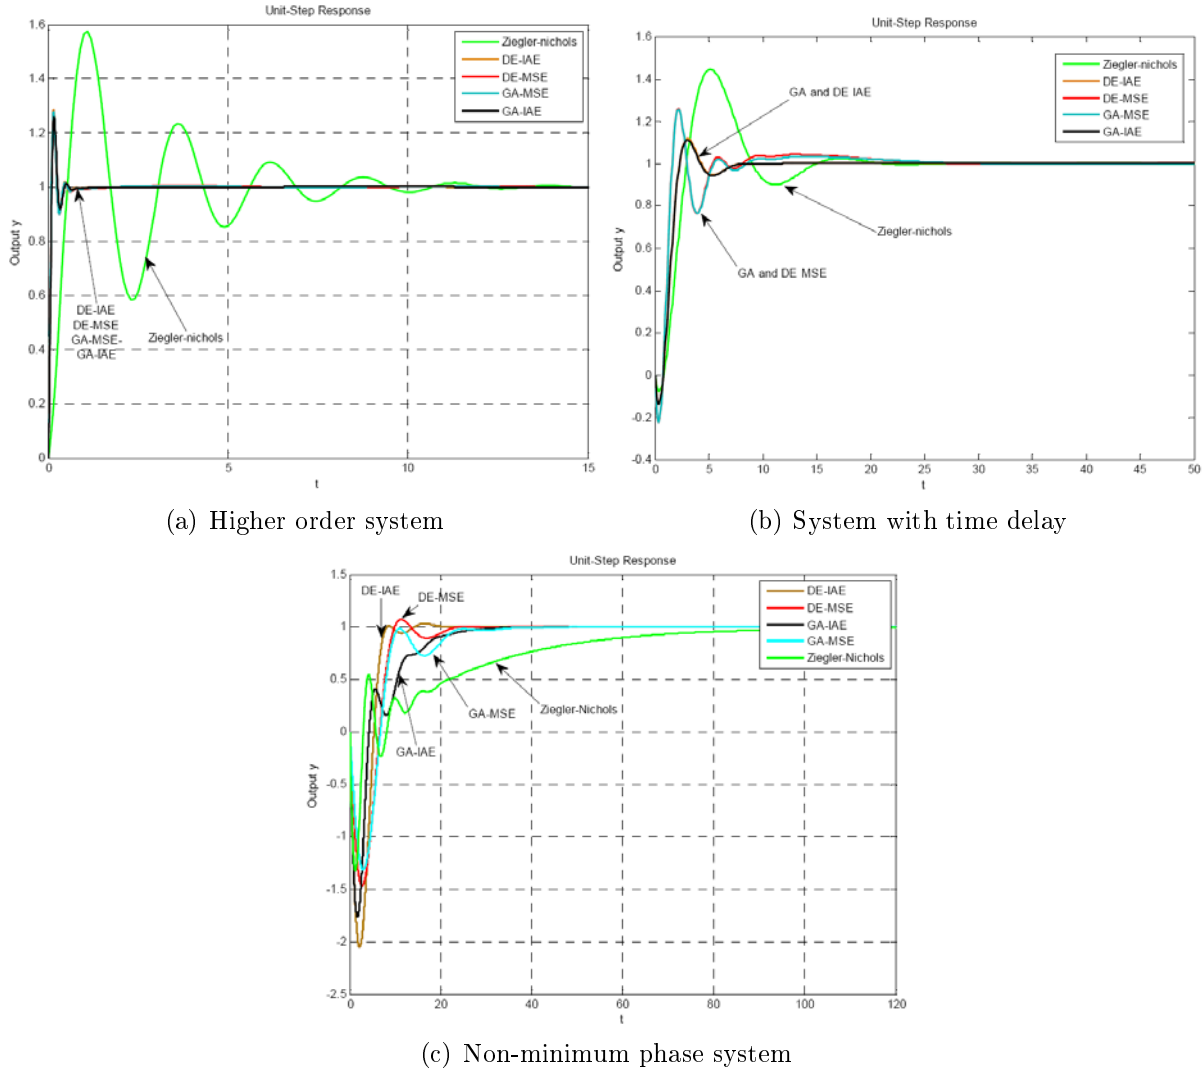 Unit-Step Response
1.6
1.4
1.2
1
0.8
0.6
0.4
0.2
0
Output y
Ziegler-nichols
DE-IAE
DE-MSE
GA-MSE
GA-IAE
DE-IAE
DE-MSE
GA-MSE-
GA-IAE
Ziegler-nichols
0 5 10 15
t
(a) Higher order system
Unit-Step Response
1.6
1.4
1.2
1
0.8
0.6
0.4
0.2
0
-0.2
-0.4
Output y
Ziegler-nichols
DE-IAE
DE-MSE
GA-MSE
GA-IAE
GA and DE IAE
Ziegler-nichols
GA and DE MSE
0 5 10 15 20 25 30 35 40 45 50
t
(b) System with time delay
Unit-Step Response
1.5
1
0.5
0
-0.5
-1
-1.5
-2
-2.5
Output y
DE-IAE
DE-MSE
GA-IAE
GA-MSE
Ziegler-Nichols
DE-IAE
DE-MSE
GA-MSE
Ziegler-Nichols
GA-IAE
0 20 40 60 80 100 120
t
(c) Non-minimum phase system